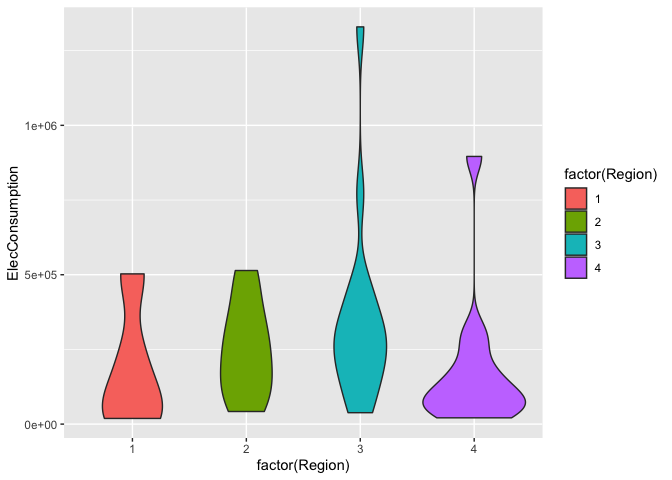 ElecConsumption
1e+06
5e+05
0e+00
1 2 3 4
factor(Region)
factor(Region)
1
2
3
4